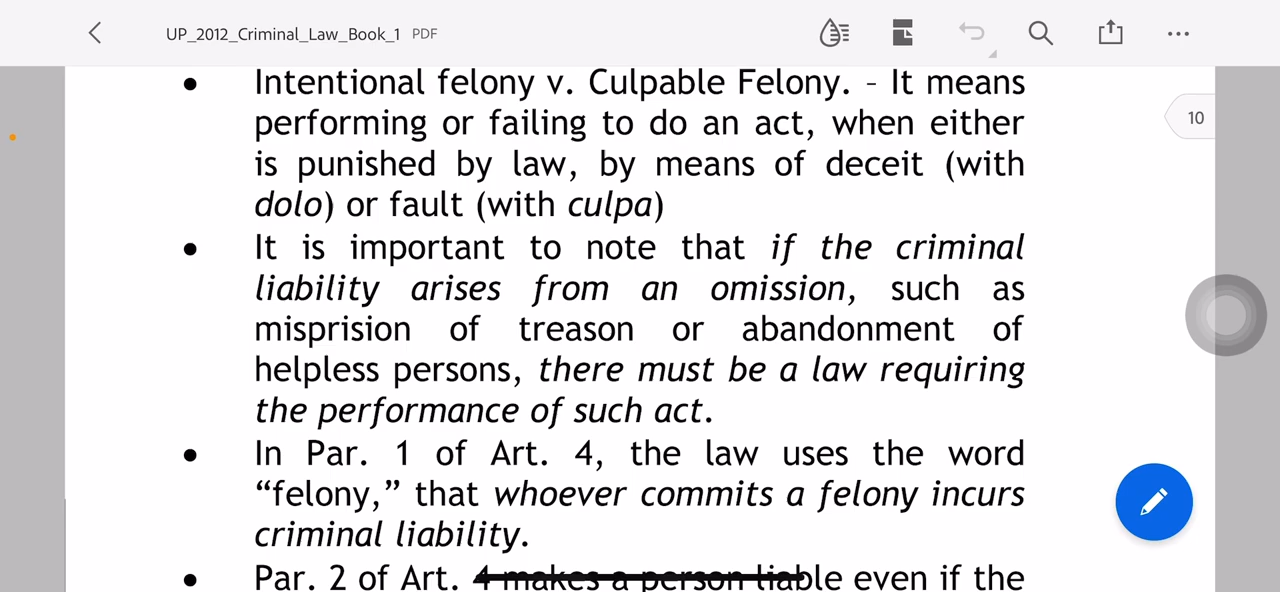 UP_2012_Criminal_Law_Book_1 PDF
• Intentional felony v. Culpable Felony. – It means
performing or failing to do an act, when either
is punished by law, by means of deceit (with
dolo) or fault (with culpa)
10
• It is important to note that if the criminal
liability arises from an omission, such as
misprision of treason or abandonment of
helpless persons, there must be a law requiring
the performance of such act.
• In Par. 1 of Art. 4, the law uses the word
“felony,” that whoever commits a felony incurs
criminal liability.
• Par. 2 of Art. 4 makes a person liable even if the